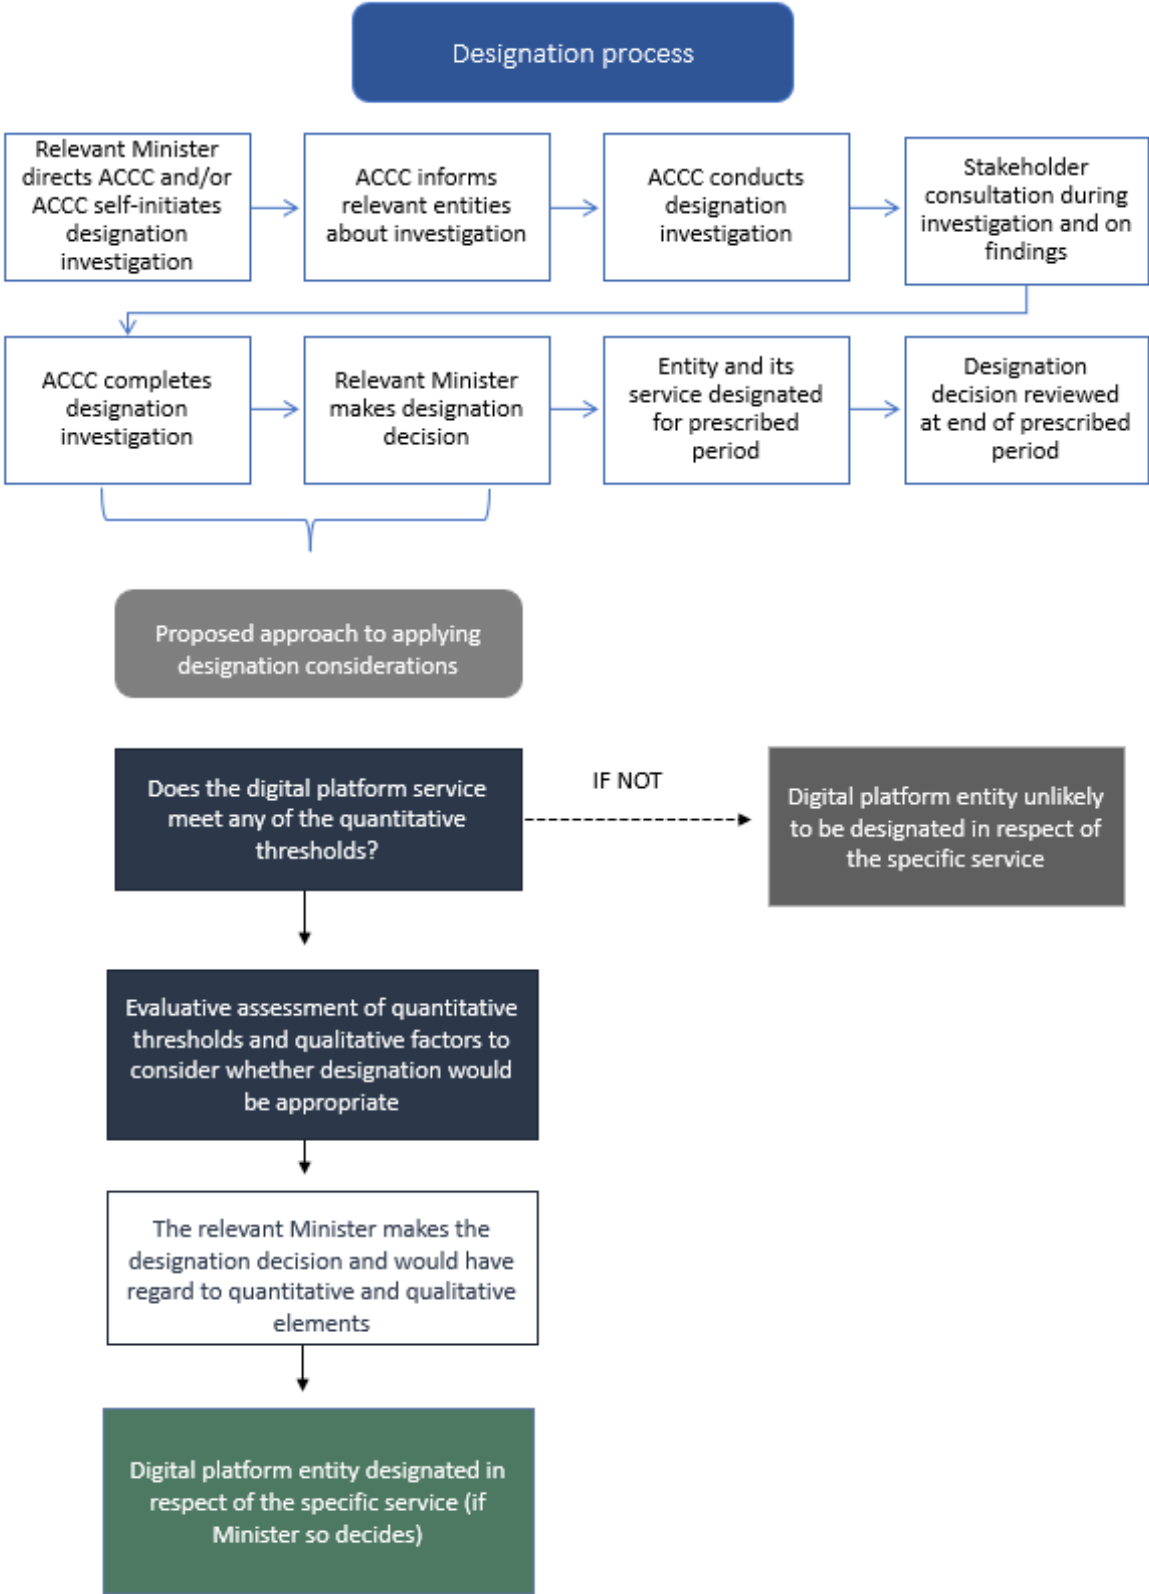 Designation process
Relevant Minister
directs ACCC and/or
ACCC self-initiates
designation
investigation
ACCC informs
relevant entities
about investigation
ACCC conducts
designation
investigation
Stakeholder
consultation during
investigation and on
findings
ACCC completes
designation
investigation
Relevant Minister
makes designation
decision
Entity and its
service designated
for prescribed
period
Designation
decision reviewed
at end of prescribed
period
Proposed approach to applying
designation considerations
Does the digital platform service
meet any of the quantitative
thresholds?
IF NOT
Digital platform entity unlikely
to be designated in respect of
the specific service
Evaluative assessment of quantitative
thresholds and qualitative factors to
consider whether designation would
be appropriate
The relevant Minister makes the
designation decision and would have
regard to quantitative and qualitative
elements
Digital platform entity designated in
respect of the specific service (if
Minister so decides)